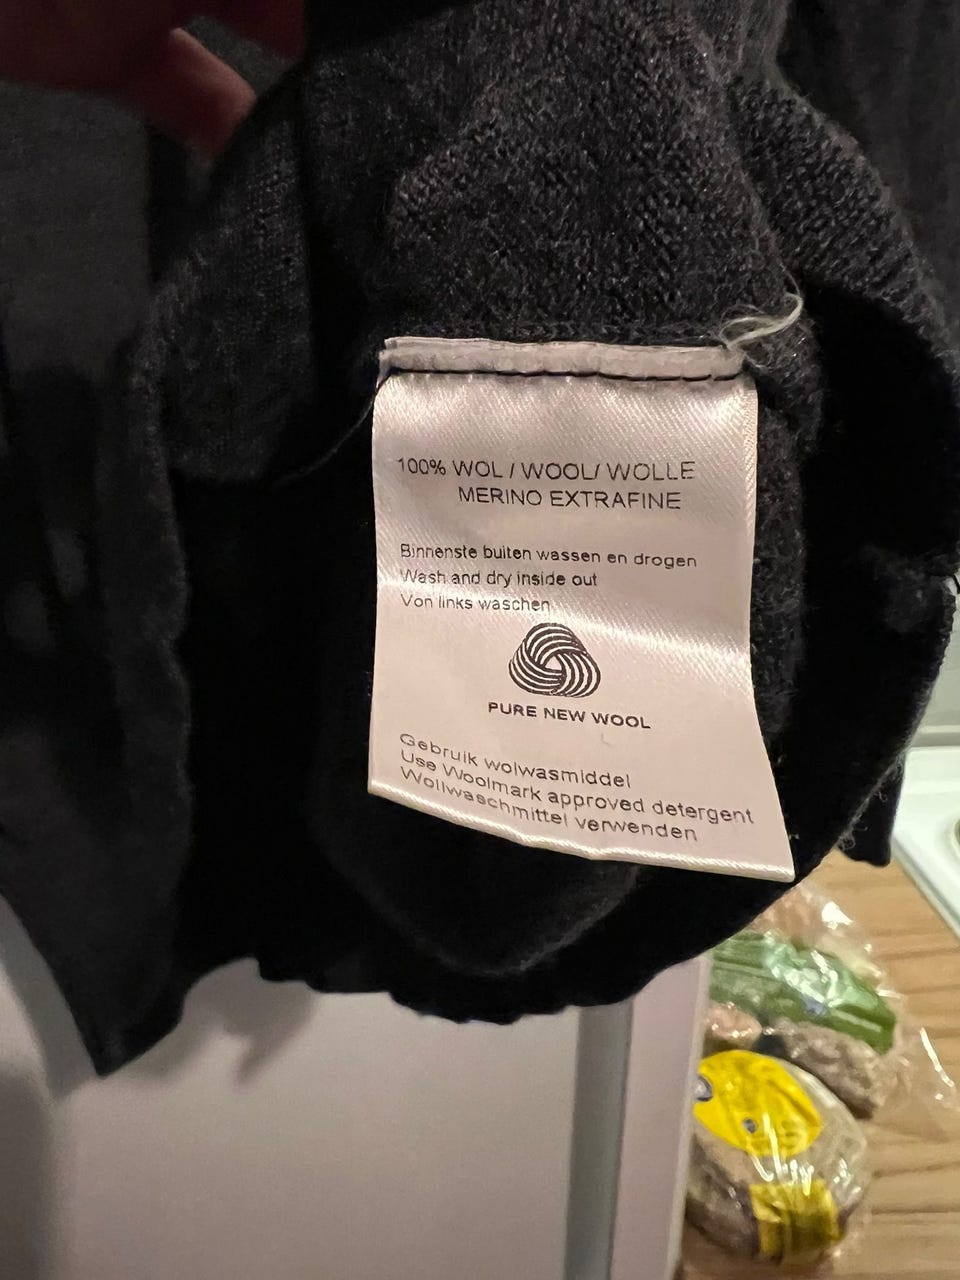 100% WOL / WOOL/ WOLLE
MERINO EXTRAFINE
Binnenste buiten wassen en drogen
Wash and dry inside out
Von links waschen
PURE NEW WOOL
Gebruik wolwasmiddel
Use Woolmark approved detergent
Wollwaschmittel verwenden